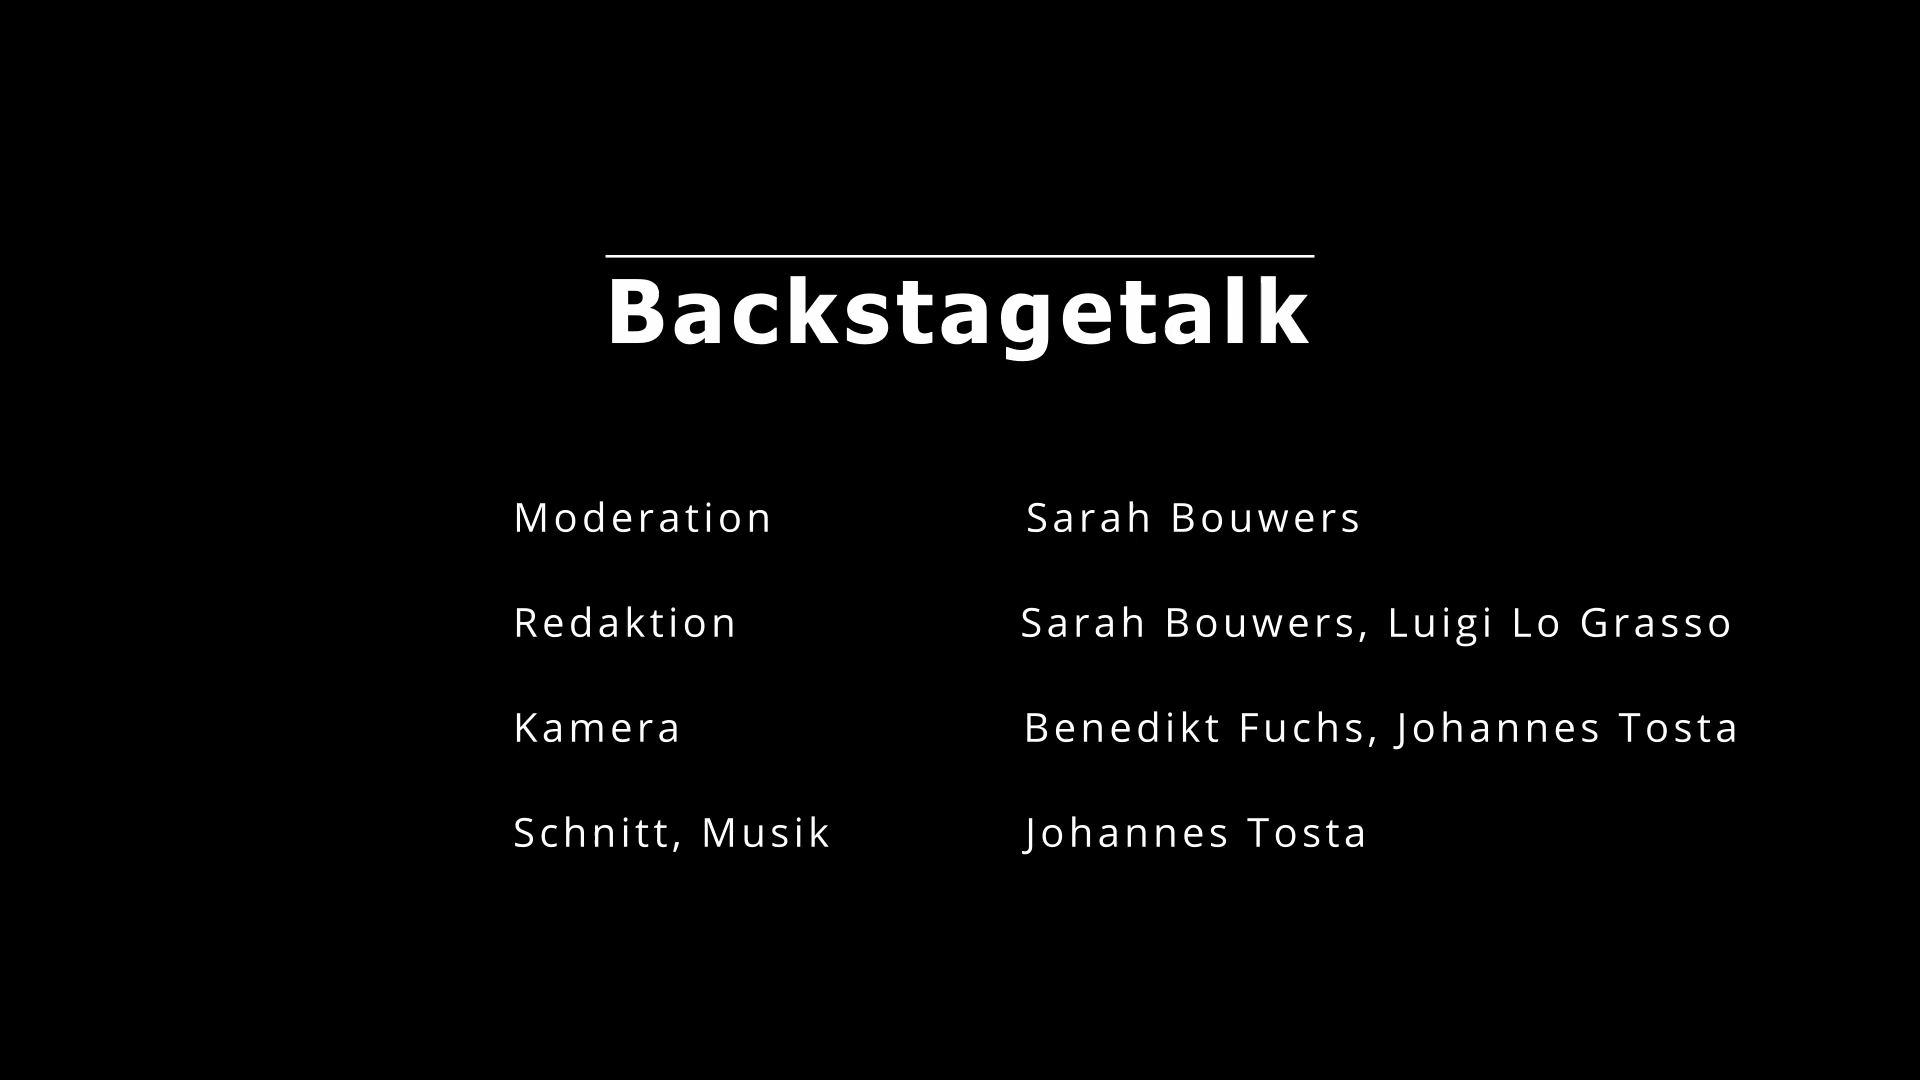 Backstagetalk
Moderation Sarah Bouwers
Redaktion Sarah Bouwers, Luigi Lo Grasso
Kamera Benedikt Fuchs, Johannes Tosta
Schnitt, Musik Johannes Tosta